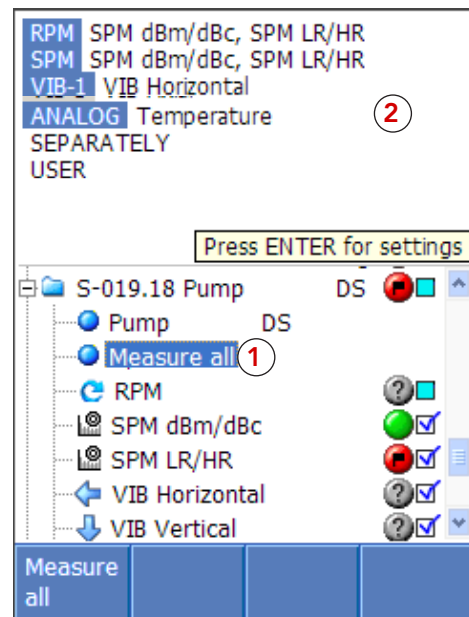 RPM SPM dBm/dBc, SPM LR/HR
SPM SPM dBm/dBc, SPM LR/HR
VIB-1 VIB Horizontal
ANALOG Temperature 2
SEPARATELY
USER
Press ENTER for settings
S-019.18 Pump DS
Pump DS
Measure all 1
RPM ?
SPM dBm/dBc
SPM LR/HR
VIB Horizontal ?
VIB Vertical ?
Measure
all